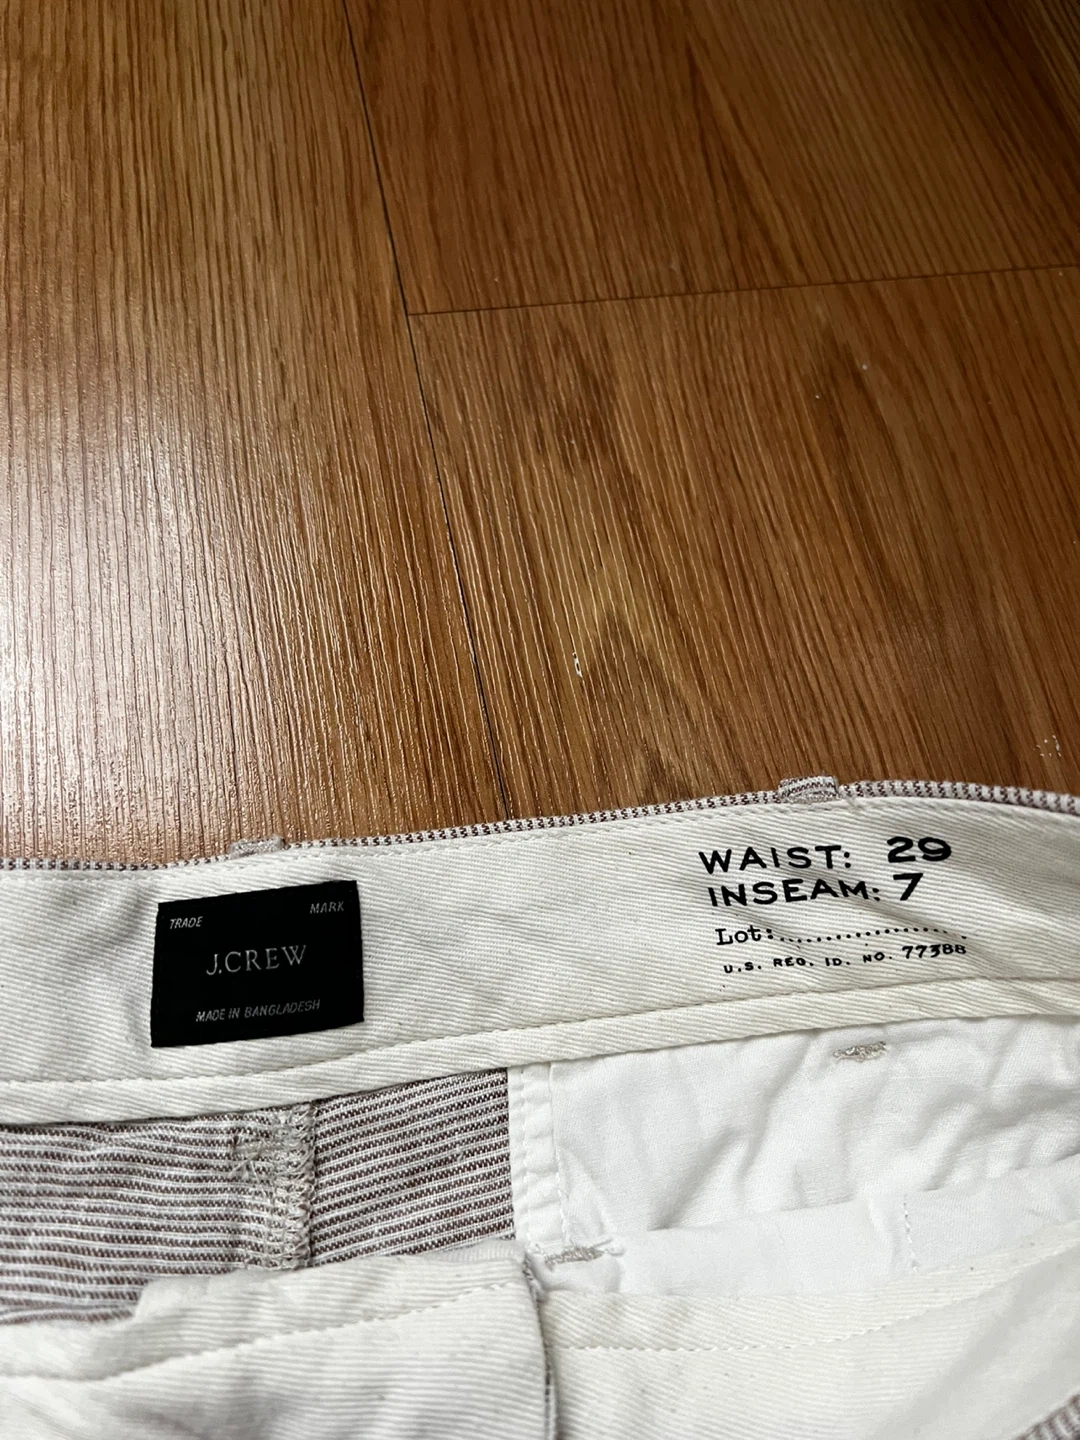 TRADE MARK
J.CREW
MADE IN BANGLADESH
WAIST: 29
INSEAM: 7
Lot:....................
U.S. REG. ID. NO. 77388